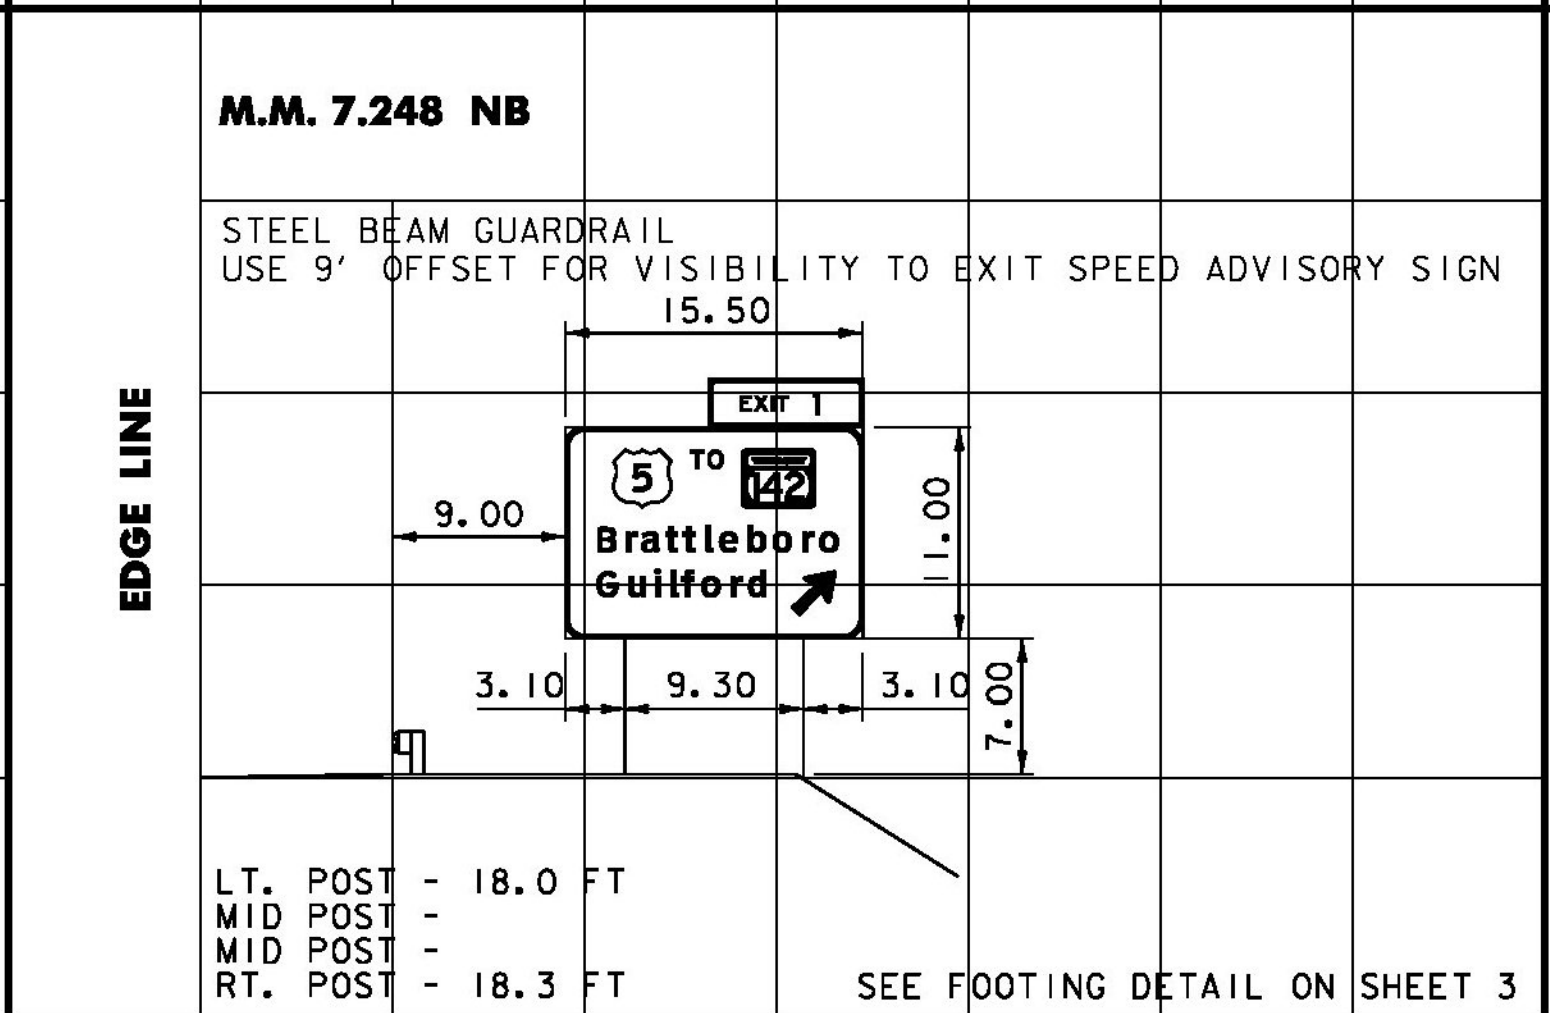 M.M. 7.248 NB
STEEL BEAM GUARDRAIL
USE 9' OFFSET FOR VISIBILITY TO EXIT SPEED ADVISORY SIGN
15.50
EXIT 1
5 TO 142
Brattleboro
Guilford
9.00
11.00
EDGE LINE
3.10 9.30 3.10
7.00
LT. POST - 18.0 FT
MID POST -
MID POST -
RT. POST - 18.3 FT
SEE FOOTING DETAIL ON SHEET 3